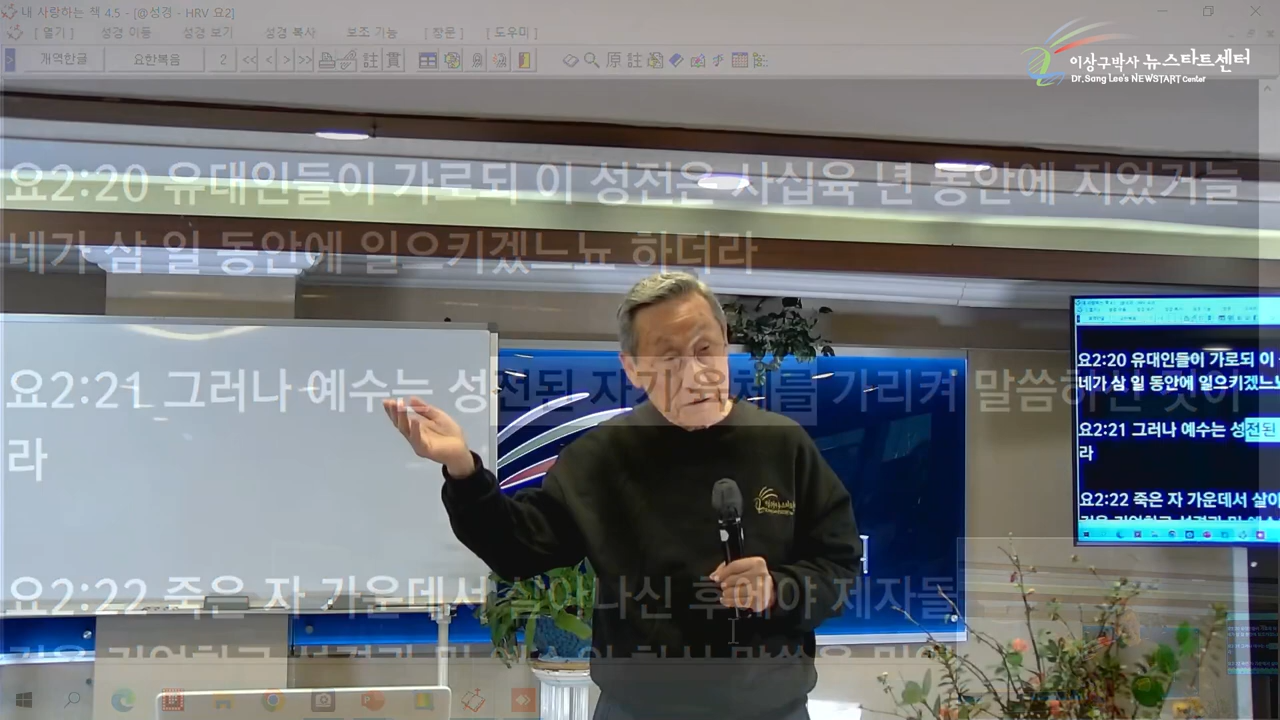 내 사랑하는 책 4.5 - [@성경 - HRV 요2]
[ 열기 ] 성경 이동 성경 보기 성경 복사 보조 기능 [ 창문 ] [ 도우미 ]
개역한글 요한복음 2 << < > >>
이상구박사 뉴스타트센터
Dr. Sang Lee's NEWSTART Center
요2:20 유대인들이 가로되 이 성전은 사십육 년 동안에 지었거늘
네가 삼 일 동안에 일으키겠느뇨 하더라
요2:21 그러나 예수는 성전된 자기 육체를 가리켜 말씀하신 것이
라
요2:22 죽은 자 가운데서 살아나신 후에야 제자들
요2:20 유대인들이 가로되 이
네가 삼 일 동안에 일으키겠느뇨
요2:21 그러나 예수는 성전된
라
요2:22 죽은 자 가운데서 살아